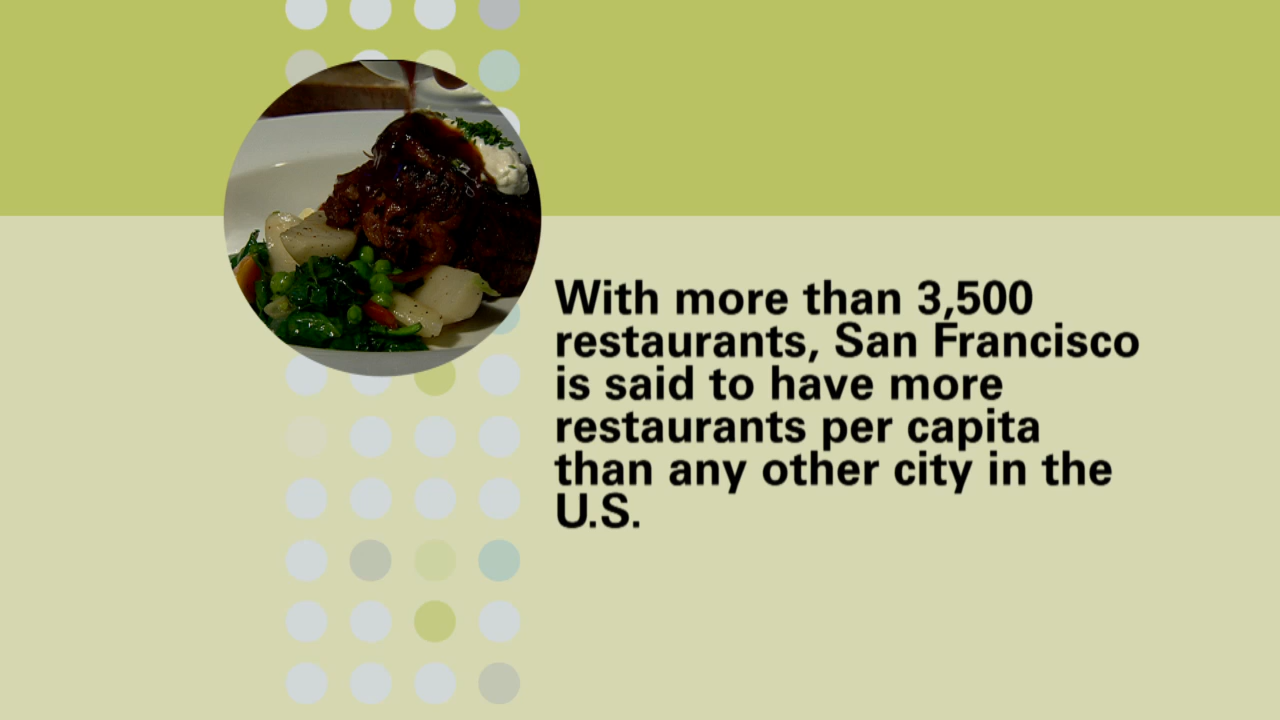 With more than 3,500
restaurants, San Francisco
is said to have more
restaurants per capita
than any other city in the
U.S.